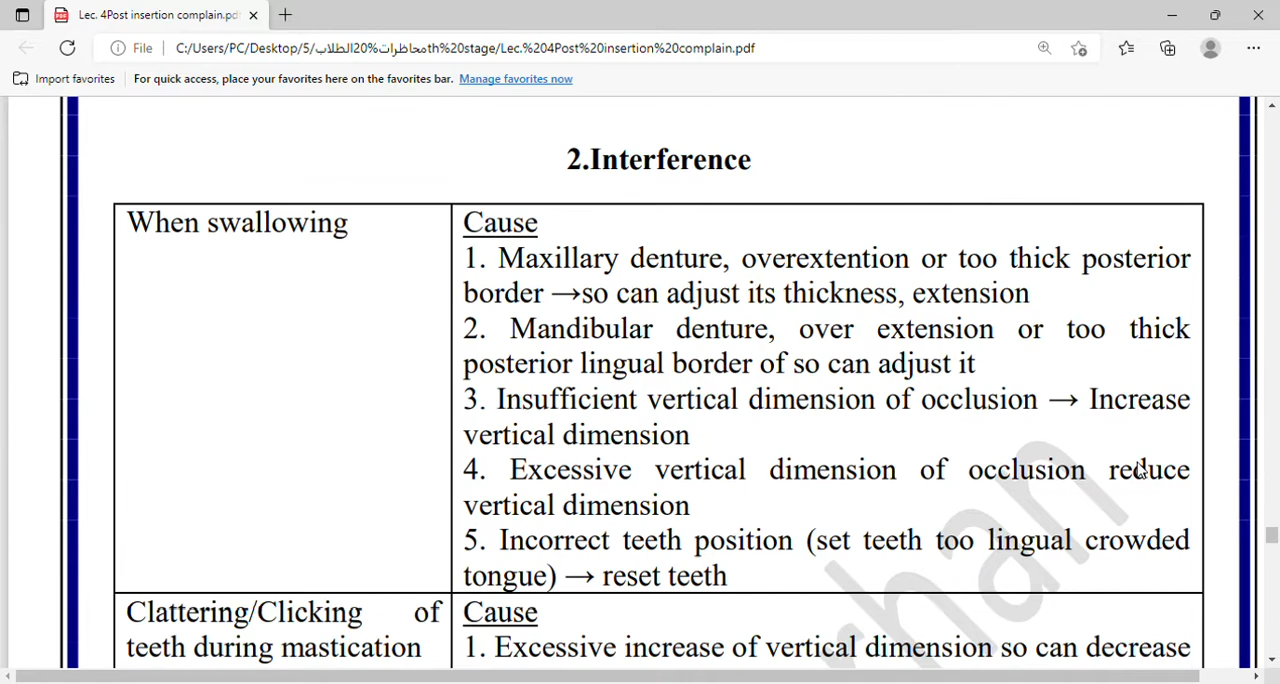 Lec. 4Post insertion complain.pd
File
C:/Users/PC/Desktop/5/محاظرات%20الطلابth%20stage/Lec.%204Post%20insertion%20complain.pdf
Import favorites
For quick access, place your favorites here on the favorites bar. Manage favorites now
2.Interference
When swallowing
Cause
1. Maxillary denture, overextention or too thick posterior
border →so can adjust its thickness, extension
2. Mandibular denture, over extension or too thick
posterior lingual border of so can adjust it
3. Insufficient vertical dimension of occlusion → Increase
vertical dimension
4. Excessive vertical dimension of occlusion reduce
vertical dimension
5. Incorrect teeth position (set teeth too lingual crowded
tongue) → reset teeth
Clattering/Clicking of
teeth during mastication
Cause
1. Excessive increase of vertical dimension so can decrease